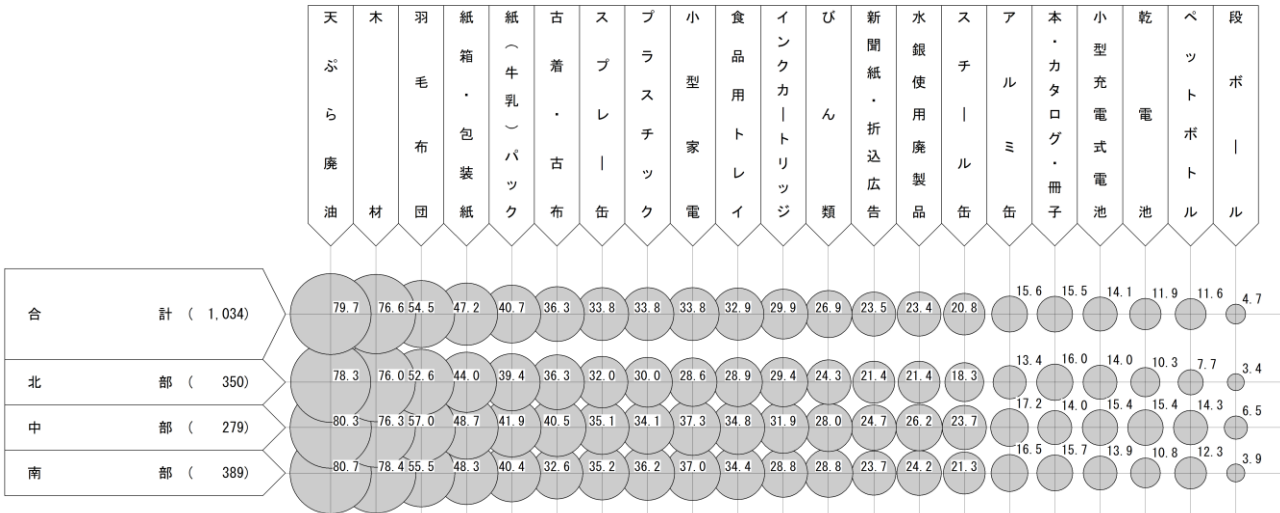 天ぷら廃油
木材
羽毛布団
紙箱・包装紙
紙（牛乳）パック
古着・古布
スプレー缶
プラスチック
小型家電
食品用トレイ
インクカートリッジ
びん類
新聞紙・折込広告
水銀使用廃製品
スチール缶
アルミ缶
本・カタログ・冊子
小型充電式電池
乾電池
ペットボトル
段ボール
合計（ 1,034） 79.7 76.6 54.5 47.2 40.7 36.3 33.8 33.8 33.8 32.9 29.9 26.9 23.5 23.4 20.8 15.6 15.5 14.1 11.9 11.6 4.7
北部（ 350） 78.3 76.0 52.6 44.0 39.4 36.3 32.0 30.0 28.6 28.9 29.4 24.3 21.4 21.4 18.3 13.4 16.0 14.0 10.3 7.7 3.4
中部（ 279） 80.3 76.3 57.0 48.7 41.9 40.5 35.1 34.1 37.3 34.8 31.9 28.0 24.7 26.2 23.7 17.2 14.0 15.4 15.4 14.3 6.5
南部（ 389） 80.7 78.4 55.5 48.3 40.4 32.6 35.2 36.2 37.0 34.4 28.8 28.8 23.7 24.2 21.3 16.5 15.7 13.9 10.8 12.3 3.9